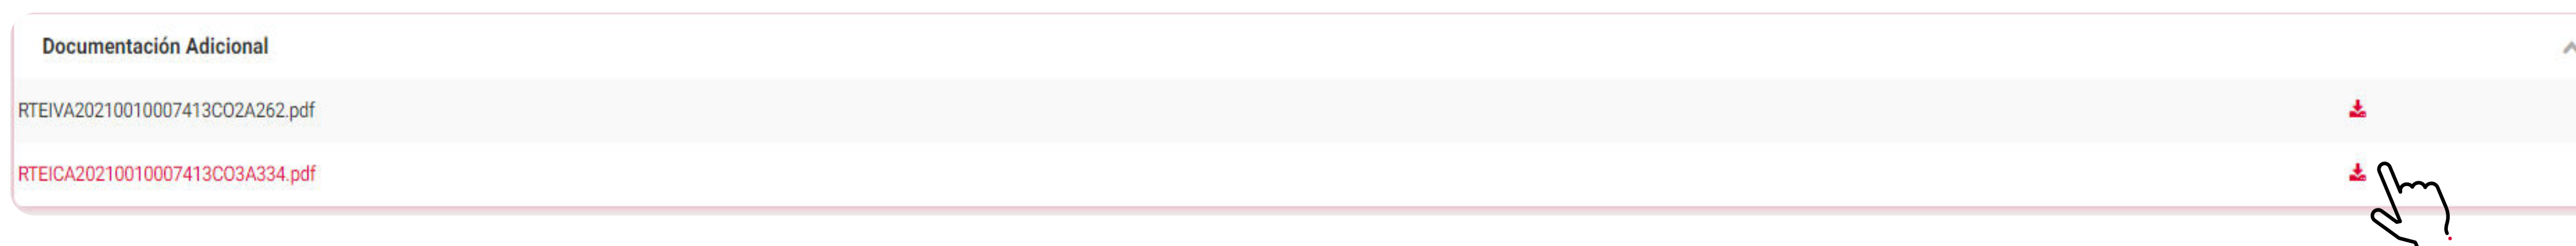 Documentación Adicional
RTEIVA20210010007413CO2A262.pdf
RTEICA20210010007413CO3A334.pdf